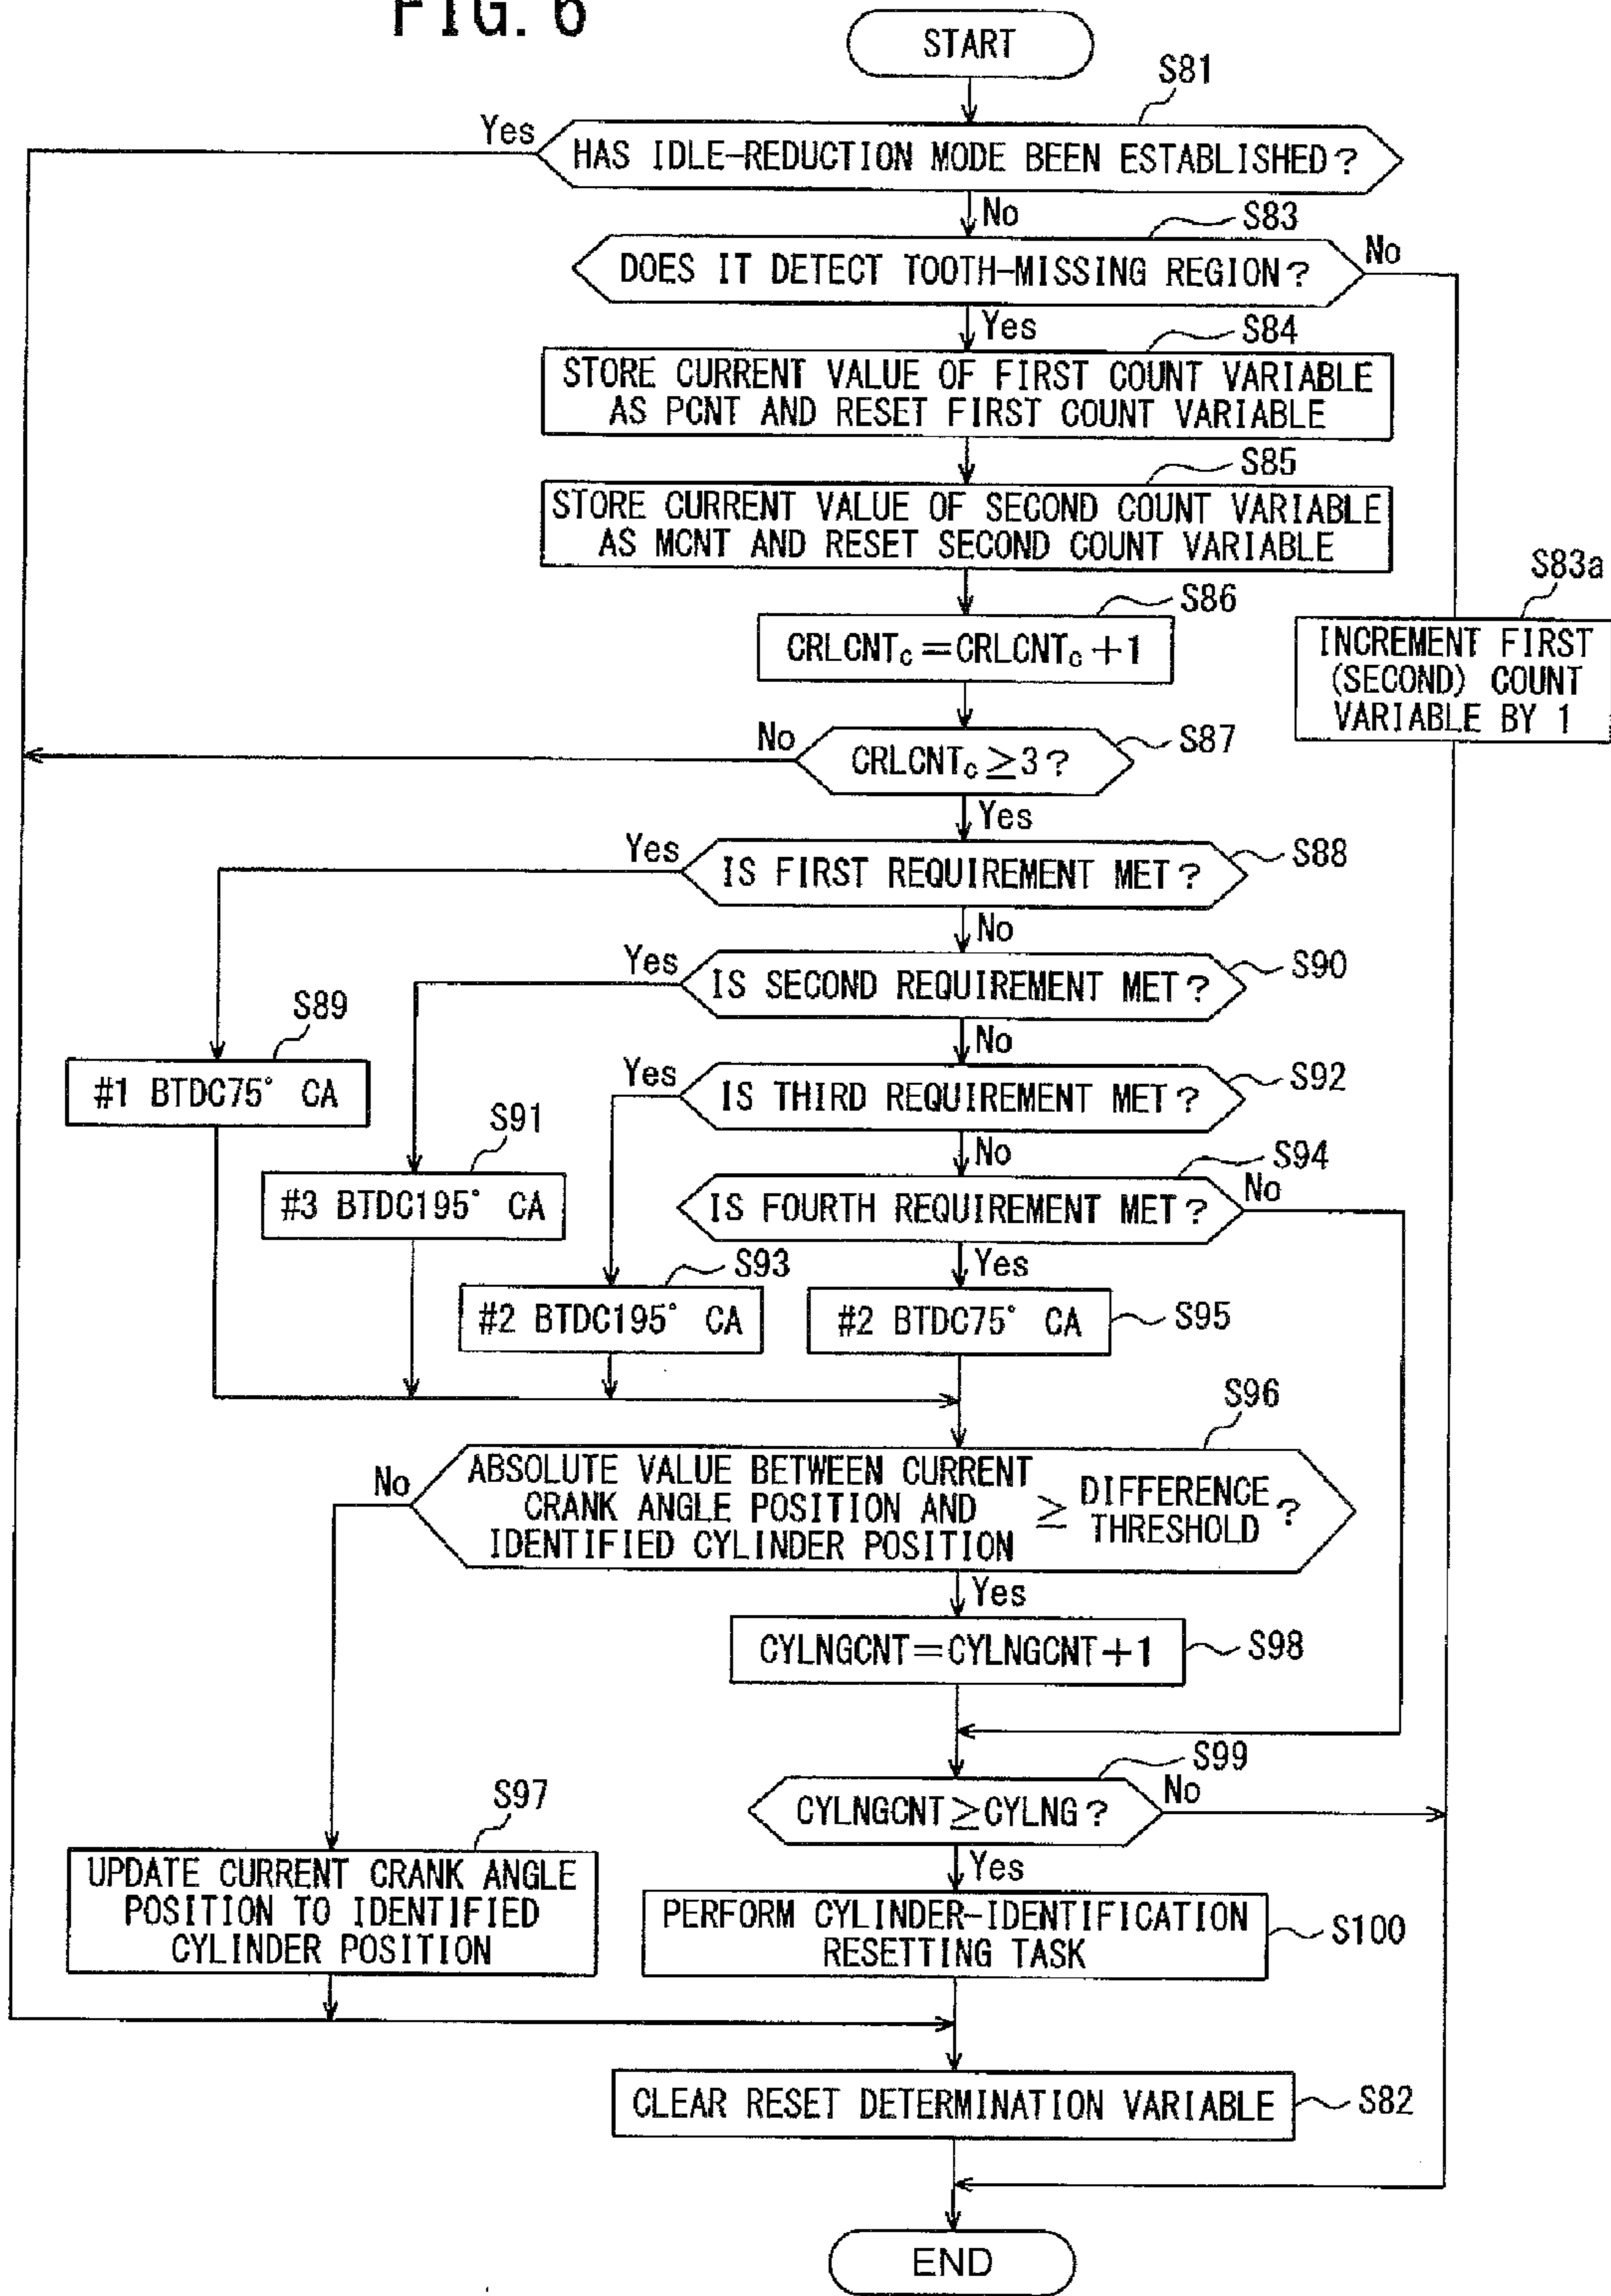 FIG. 6
START
S81
Yes
HAS IDLE-REDUCTION MODE BEEN ESTABLISHED?
No
S83
DOES IT DETECT TOOTH-MISSING REGION?
No
Yes
S84
STORE CURRENT VALUE OF FIRST COUNT VARIABLE
AS PCNT AND RESET FIRST COUNT VARIABLE
S85
STORE CURRENT VALUE OF SECOND COUNT VARIABLE
AS MCNT AND RESET SECOND COUNT VARIABLE
S83a
INCREMENT FIRST
(SECOND) COUNT
VARIABLE BY 1
S86
CRLCNTc=CRLCNTc+1
No
S87
CRLCNTc≥3?
Yes
Yes
S88
IS FIRST REQUIREMENT MET?
No
Yes
S90
IS SECOND REQUIREMENT MET?
No
S89
#1 BTDC75° CA
Yes
S92
IS THIRD REQUIREMENT MET?
No
S91
#3 BTDC195° CA
S94
IS FOURTH REQUIREMENT MET?
No
Yes
S93
#2 BTDC195° CA
#2 BTDC75° CA
S95
S96
No
ABSOLUTE VALUE BETWEEN CURRENT
CRANK ANGLE POSITION AND
IDENTIFIED CYLINDER POSITION
≥
DIFFERENCE
THRESHOLD
?
Yes
CYLNGCNT=CYLNGCNT+1
S98
S99
CYLNGCNT≥CYLNG?
No
Yes
S97
UPDATE CURRENT CRANK ANGLE
POSITION TO IDENTIFIED
CYLINDER POSITION
PERFORM CYLINDER-IDENTIFICATION
RESETTING TASK
S100
CLEAR RESET DETERMINATION VARIABLE
S82
END